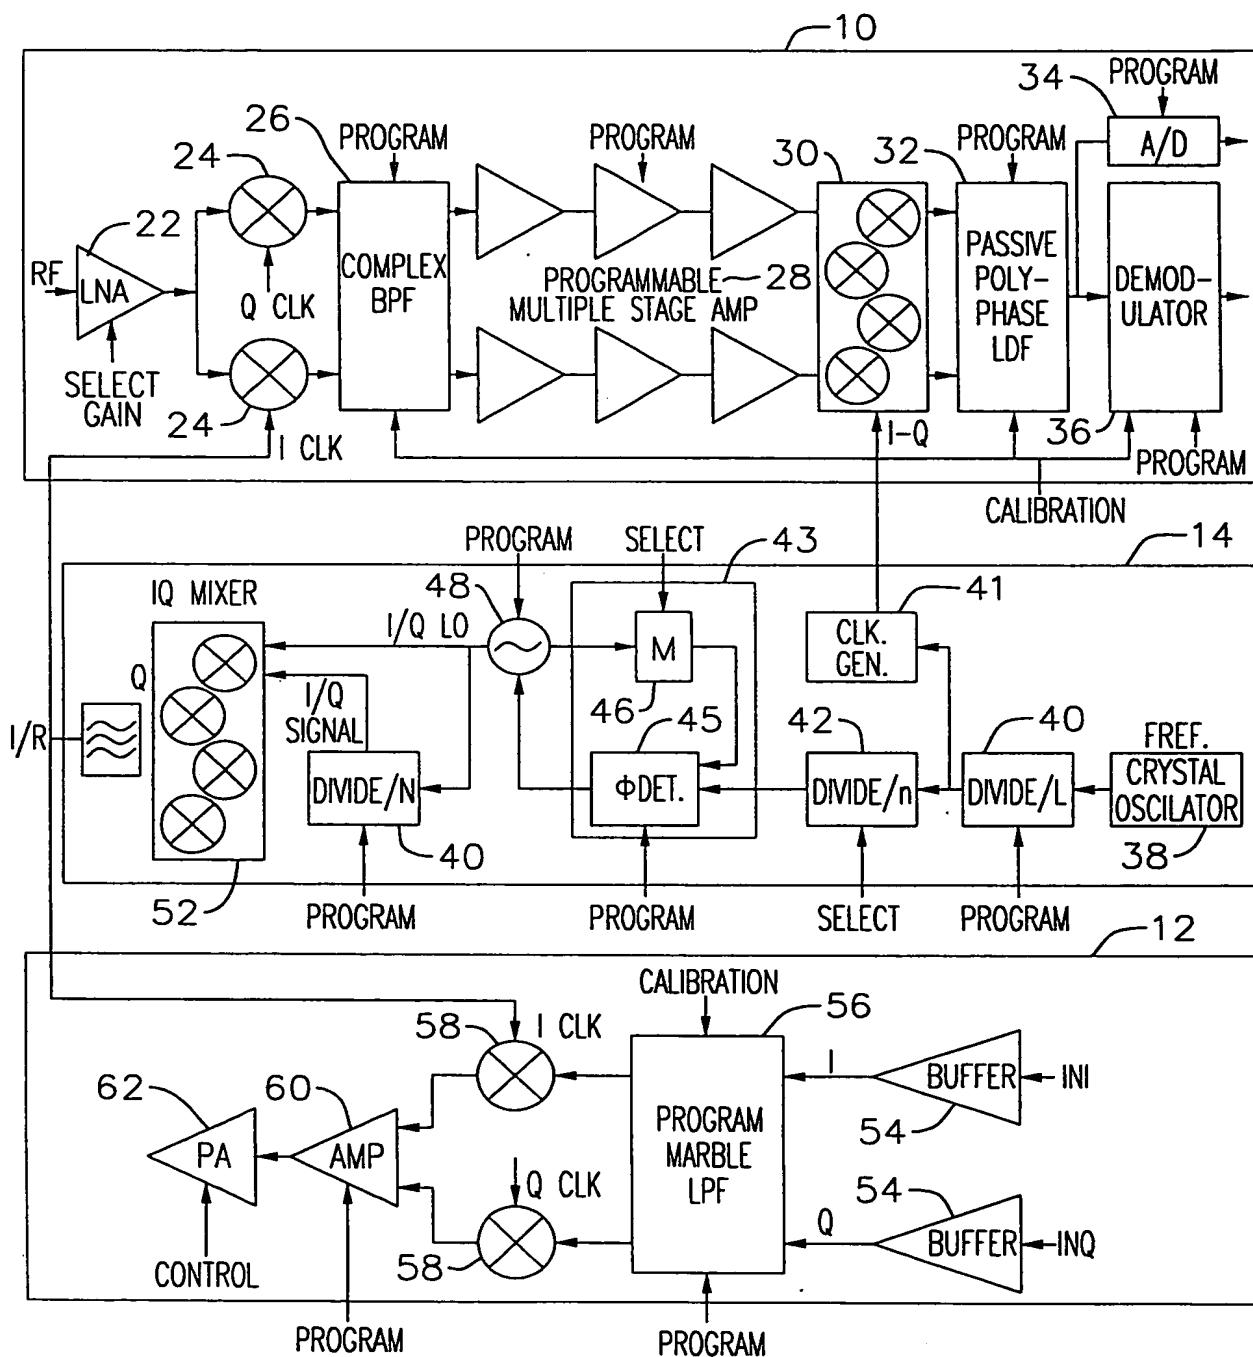 10
34
PROGRAM
A/D
24
26
PROGRAM
PROGRAM
30
32
PROGRAM
22
RF
LNA
Q CLK
COMPLEX
BPF
PROGRAMMABLE
28
MULTIPLE STAGE AMP
PASSIVE
POLY-
PHASE
LDF
DEMOD-
ULATOR
SELECT
GAIN
24
I CLK
I-Q
36
PROGRAM
CALIBRATION
PROGRAM
SELECT
43
14
IQ MIXER
48
I/Q LO
M
46
41
CLK.
GEN.
Q
I/Q
SIGNAL
I/R
45
42
40
FREF.
CRYSTAL
OSCILATOR
DIVIDE/N
ΦDET.
DIVIDE/n
DIVIDE/L
40
38
52
PROGRAM
PROGRAM
SELECT
PROGRAM
12
CALIBRATION
56
58
I CLK
I
BUFFER
INI
54
62
60
PA
AMP
PROGRAM
MARBLE
LPF
Q CLK
54
Q
BUFFER
INQ
58
CONTROL
PROGRAM
PROGRAM